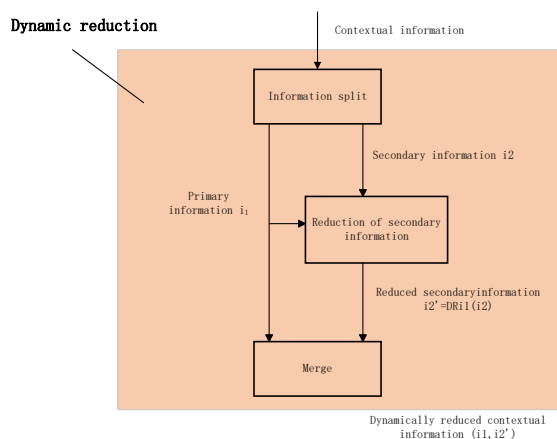 Dynamic reduction
Contextual information
Information split
Secondary information i2
Primary
information i₁
Reduction of secondary
information
Reduced secondaryinformation
i2'=DRi1(i2)
Merge
Dynamically reduced contextual
information (i1,i2')